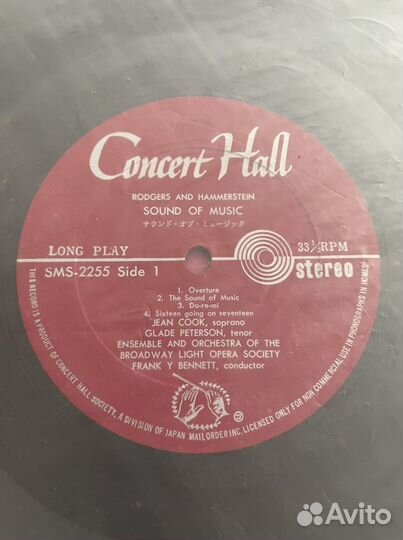 Concert Hall
RODGERS AND HAMMERSTEIN
SOUND OF MUSIC
サウンド・オブ・ミュージック
LONG PLAY
33⅓RPM
SMS-2255 Side 1
stereo
1. Overture
2. The Sound of Music
3. Do-re-mi
4. Sixteen going on seventeen
JEAN COOK, soprano
GLADE PETERSON, tenor
ENSEMBLE AND ORCHESTRA OF THE
BROADWAY LIGHT OPERA SOCIETY
FRANK Y BENNETT, conductor
THIS RECORD IS A PRODUCT OF CONCERT HALL SOCIETY, A DIVISION OF JAPAN MAIL ORDER INC. LICENSED ONLY FOR NON COMMERCIAL USE IN PHONOGRAPHS IN HOMES
Avito